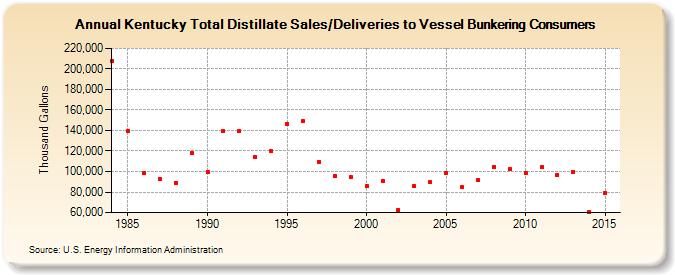 Annual Kentucky Total Distillate Sales/Deliveries to Vessel Bunkering Consumers
Thousand Gallons
220,000
200,000
180,000
160,000
140,000
120,000
100,000
80,000
60,000
1985 1990 1995 2000 2005 2010 2015
Source: U.S. Energy Information Administration